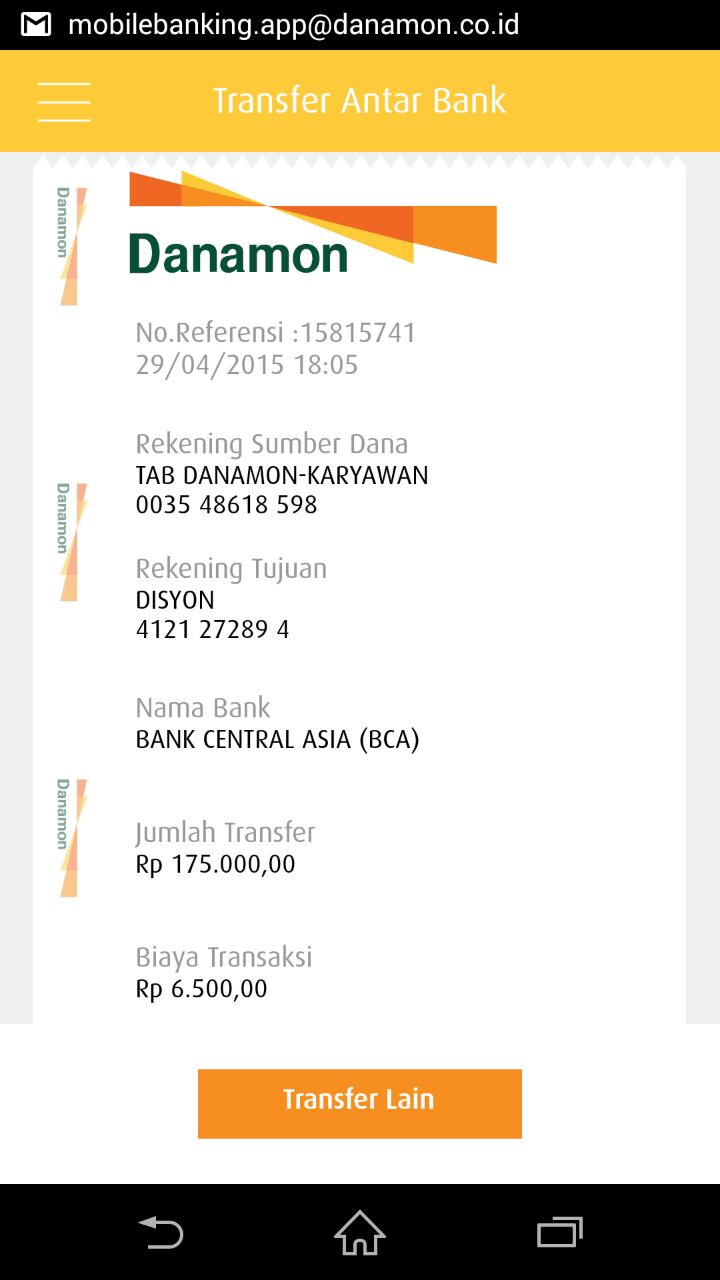 mobilebanking.app@danamon.co.id
Transfer Antar Bank
Danamon
Danamon
No.Referensi :15815741
29/04/2015 18:05
Rekening Sumber Dana
TAB DANAMON-KARYAWAN
0035 48618 598
Danamon
Rekening Tujuan
DISYON
4121 27289 4
Nama Bank
BANK CENTRAL ASIA (BCA)
Danamon
Jumlah Transfer
Rp 175.000,00
Biaya Transaksi
Rp 6.500,00
Transfer Lain